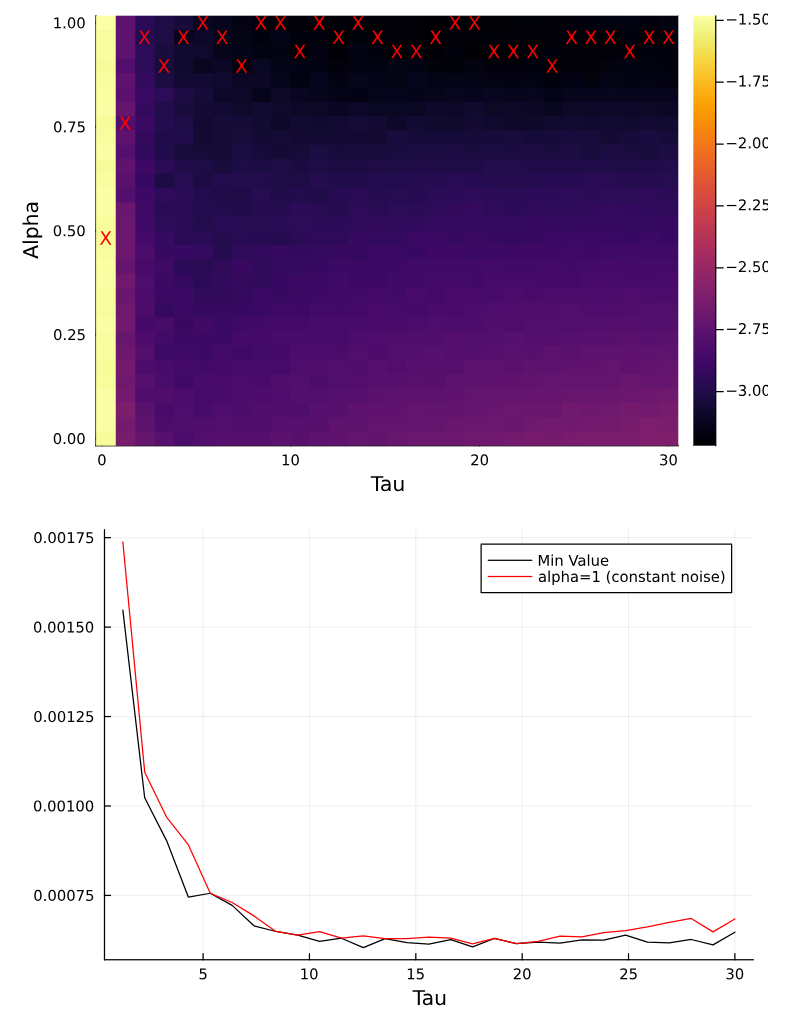 1.00
0.75
0.50
0.25
0.00
Alpha
X X X X X X X X X X X X X X X X X X X X X X X X X X X X X X
0 10 20 30
Tau
−1.50
−1.75
−2.00
−2.25
−2.50
−2.75
−3.00
0.00175
0.00150
0.00125
0.00100
0.00075
Min Value
alpha=1 (constant noise)
5 10 15 20 25 30
Tau